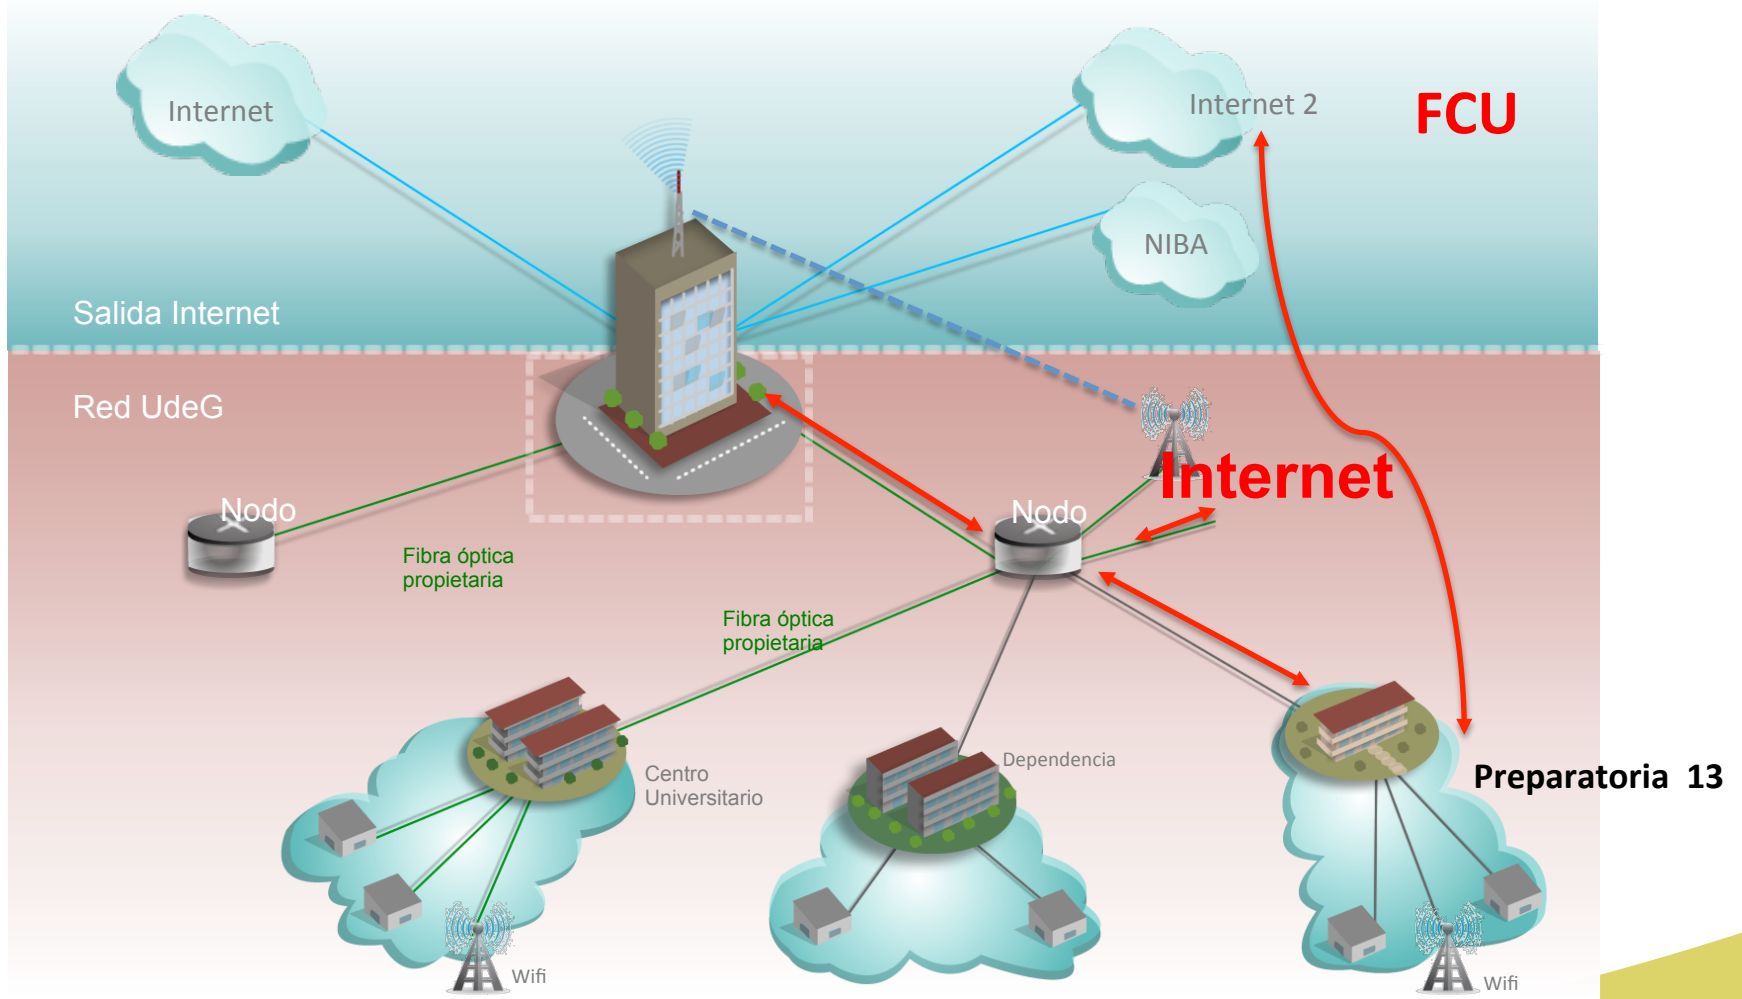 Internet
Internet 2
FCU
NIBA
Salida Internet
Red UdeG
Internet
Nodo
Nodo
Fibra óptica
propietaria
Fibra óptica
propietaria
Centro
Universitario
Dependencia
Preparatoria 13
Wifi
Wifi